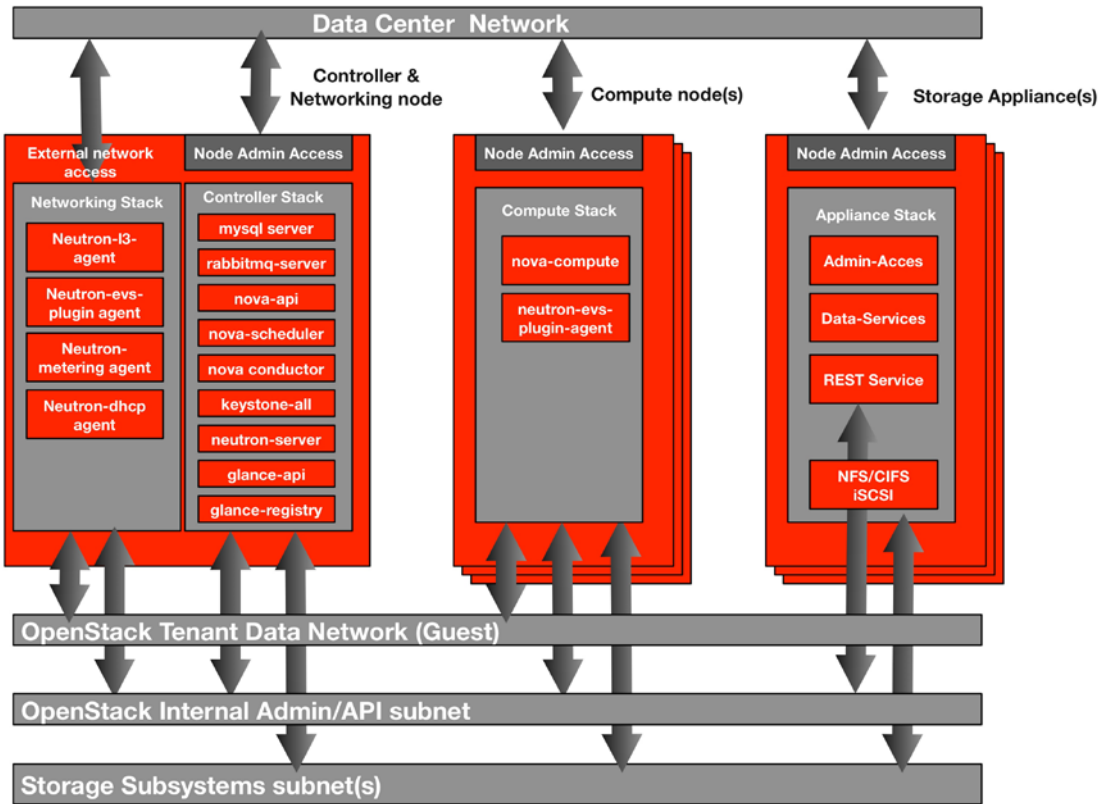 Data Center  Network
Controller &
Networking node
Compute node(s)
Storage Appliance(s)
External network
access
Node Admin Access
Networking Stack
Neutron-l3-
agent
Neutron-evs-
plugin agent
Neutron-
metering agent
Neutron-dhcp
agent
Controller Stack
mysql server
rabbitmq-server
nova-api
nova-scheduler
nova conductor
keystone-all
neutron-server
glance-api
glance-registry
Node Admin Access
Compute Stack
nova-compute
neutron-evs-
plugin-agent
Node Admin Access
Appliance Stack
Admin-Acces
Data-Services
REST Service
NFS/CIFS
iSCSI
OpenStack Tenant Data Network (Guest)
OpenStack Internal Admin/API subnet
Storage Subsystems subnet(s)